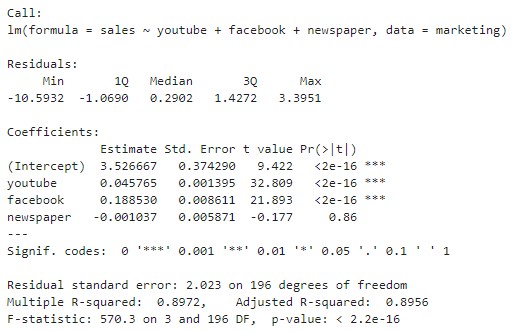 Call:
lm(formula = sales ~ youtube + facebook + newspaper, data = marketing)
Residuals:
Min 1Q Median 3Q Max
-10.5932 -1.0690 0.2902 1.4272 3.3951
Coefficients:
Estimate Std. Error t value Pr(>|t|)
(Intercept) 3.526667 0.374290 9.422 <2e-16 ***
youtube 0.045765 0.001395 32.809 <2e-16 ***
facebook 0.188530 0.008611 21.893 <2e-16 ***
newspaper -0.001037 0.005871 -0.177 0.86
---
Signif. codes: 0 '***' 0.001 '**' 0.01 '*' 0.05 '.' 0.1 ' ' 1
Residual standard error: 2.023 on 196 degrees of freedom
Multiple R-squared: 0.8972, Adjusted R-squared: 0.8956
F-statistic: 570.3 on 3 and 196 DF, p-value: < 2.2e-16